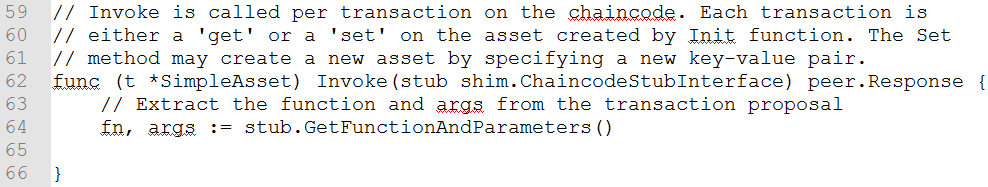 59 // Invoke is called per transaction on the chaincode. Each transaction is
60 // either a 'get' or a 'set' on the asset created by Init function. The Set
61 // method may create a new asset by specifying a new key-value pair.
62 func (t *SimpleAsset) Invoke(stub shim.ChaincodeStubInterface) peer.Response {
63     // Extract the function and args from the transaction proposal
64     fn, args := stub.GetFunctionAndParameters()
65
66 }